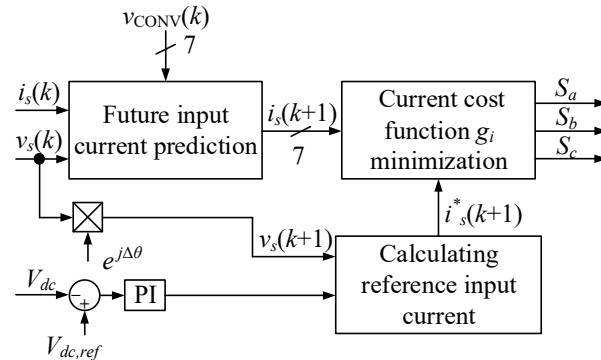 v_CONV(k)
7
i_s(k)
v_s(k)
Future input
current prediction
i_s(k+1)
7
Current cost
function g_i
minimization
S_a
S_b
S_c
e^{jΔθ}
v_s(k+1)
i^*_s(k+1)
Calculating
reference input
current
V_dc
−
+
PI
V_dc,ref